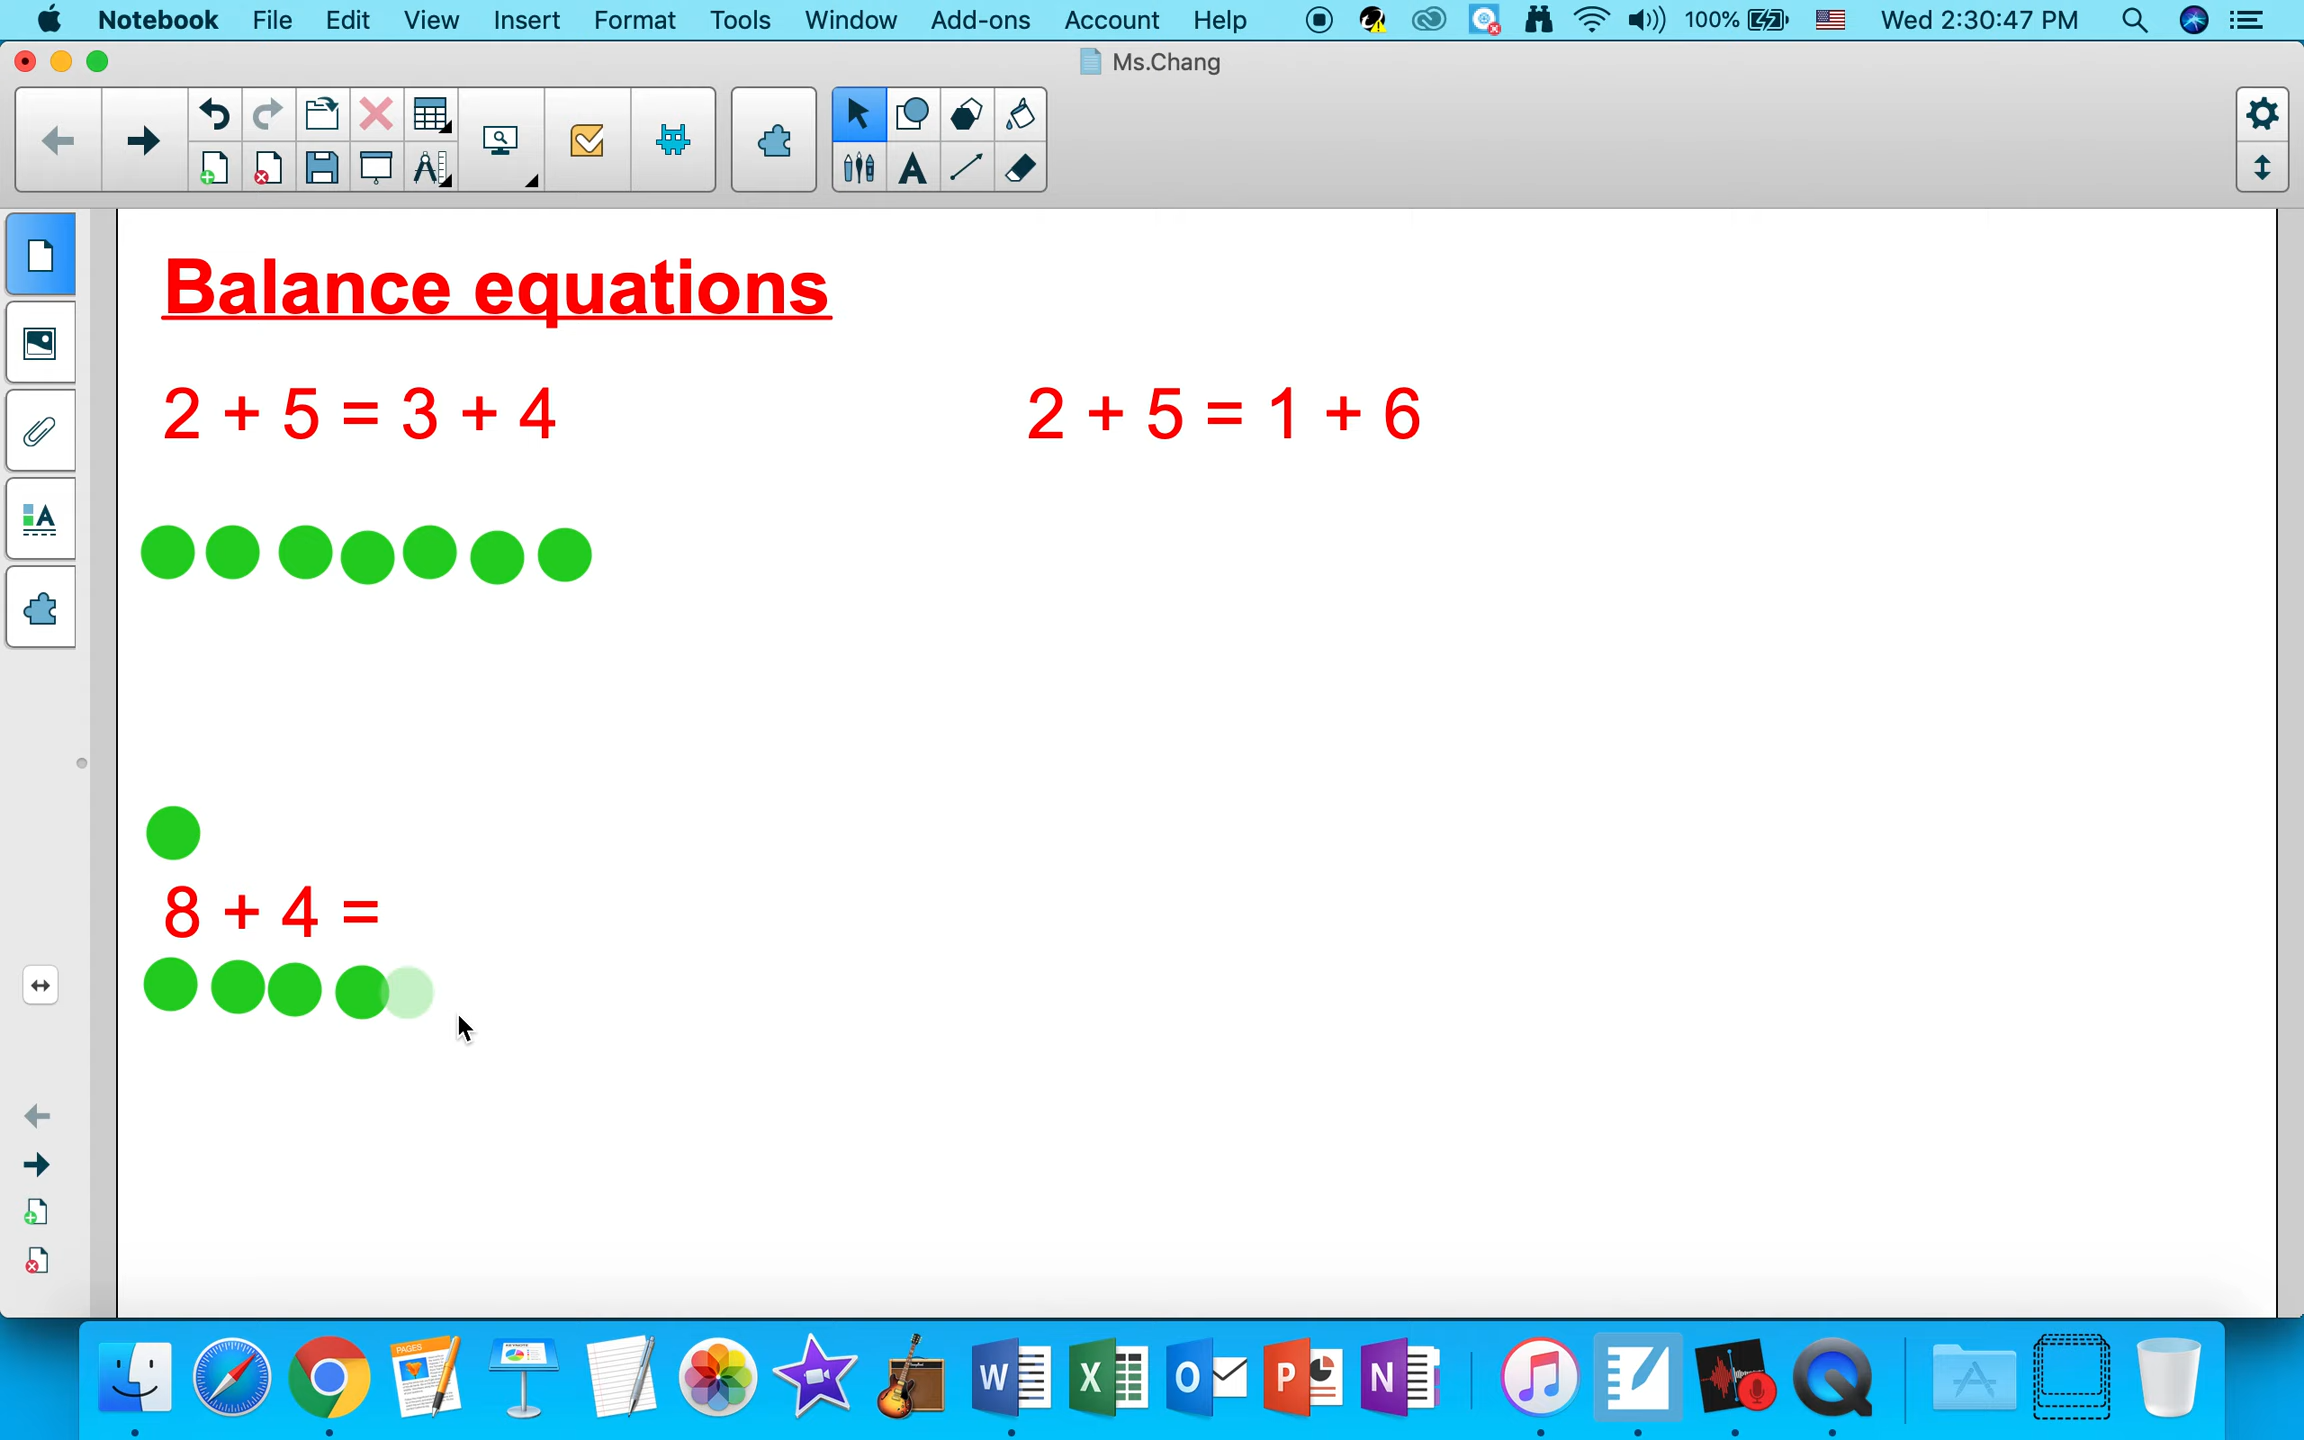 Notebook File Edit View Insert Format Tools Window Add-ons Account Help 100% Wed 2:30:47 PM
Ms.Chang
A
A
Balance equations
2 + 5 = 3 + 4
2 + 5 = 1 + 6
8 + 4 =
PAGES
W X O P N